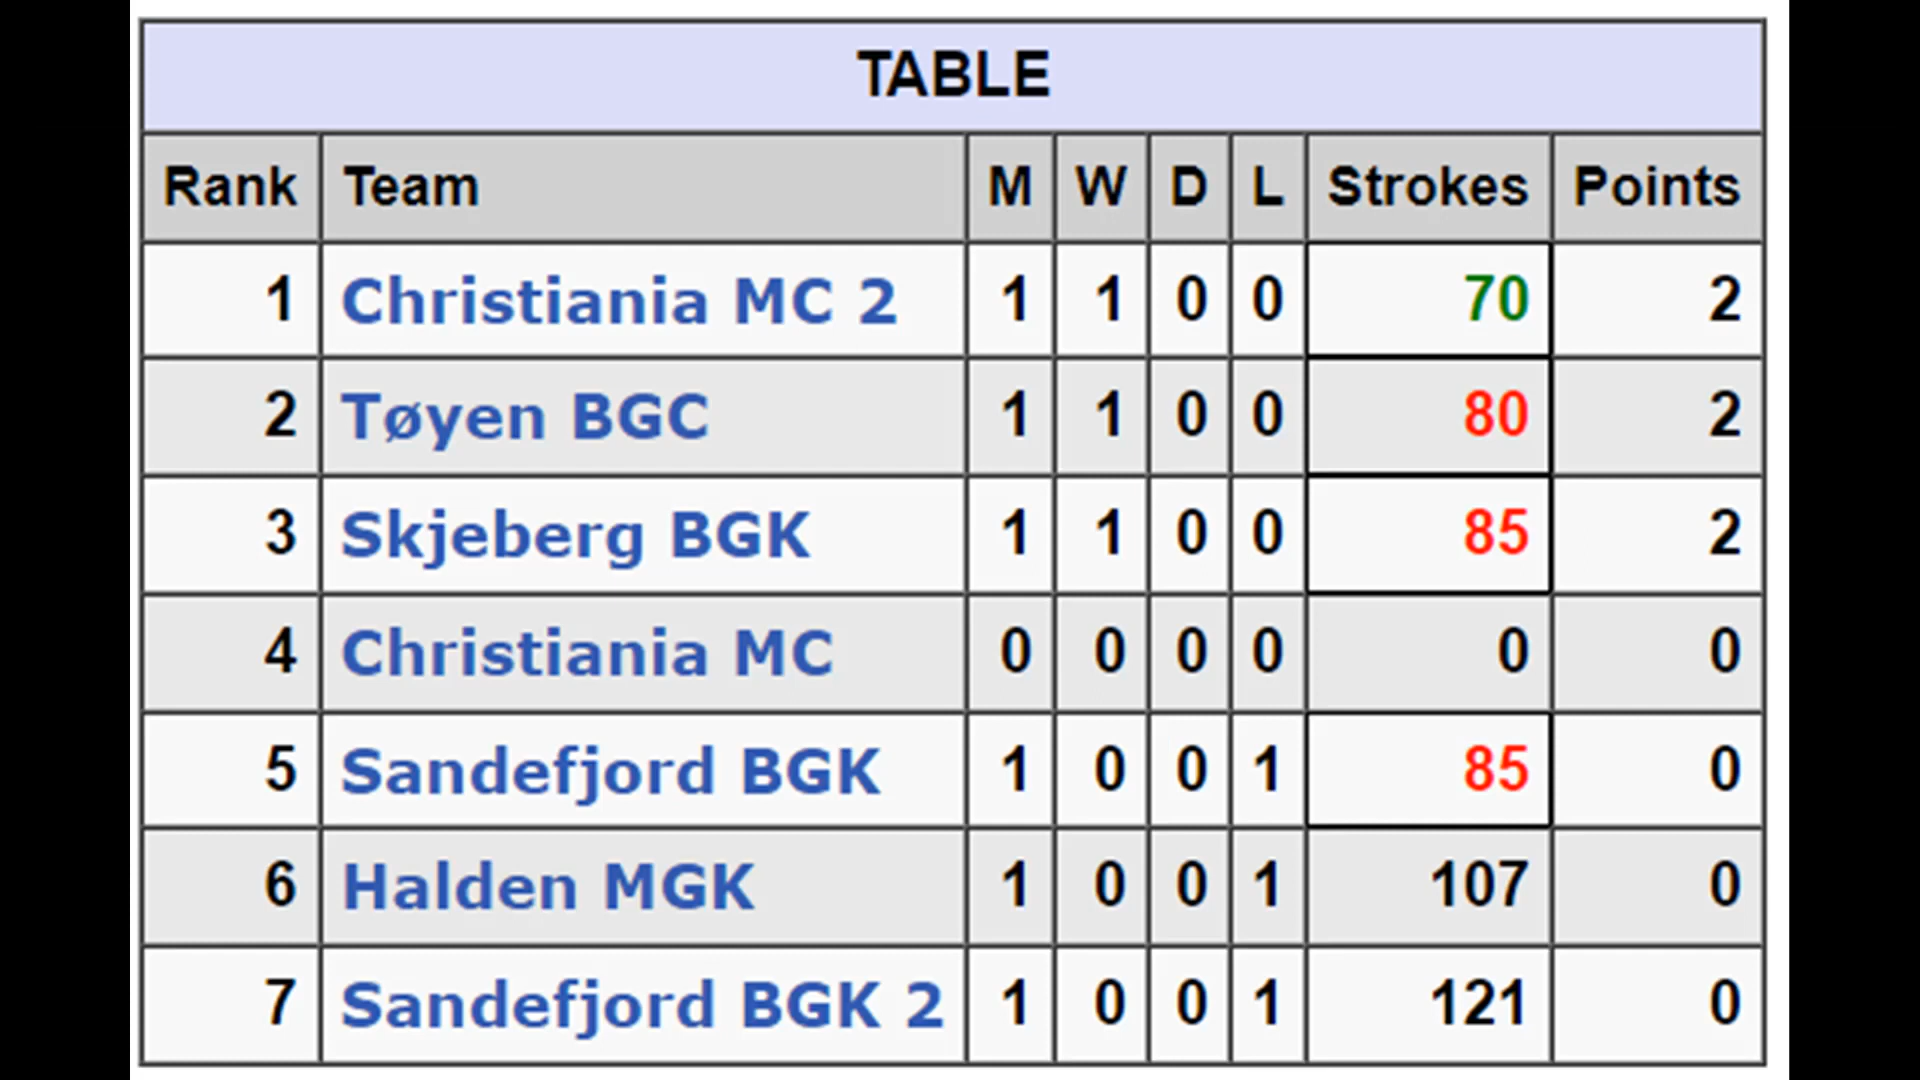 TABLE
Rank Team M W D L Strokes Points
1 Christiania MC 2 1 1 0 0 70 2
2 Tøyen BGC 1 1 0 0 80 2
3 Skjeberg BGK 1 1 0 0 85 2
4 Christiania MC 0 0 0 0 0 0
5 Sandefjord BGK 1 0 0 1 85 0
6 Halden MGK 1 0 0 1 107 0
7 Sandefjord BGK 2 1 0 0 1 121 0